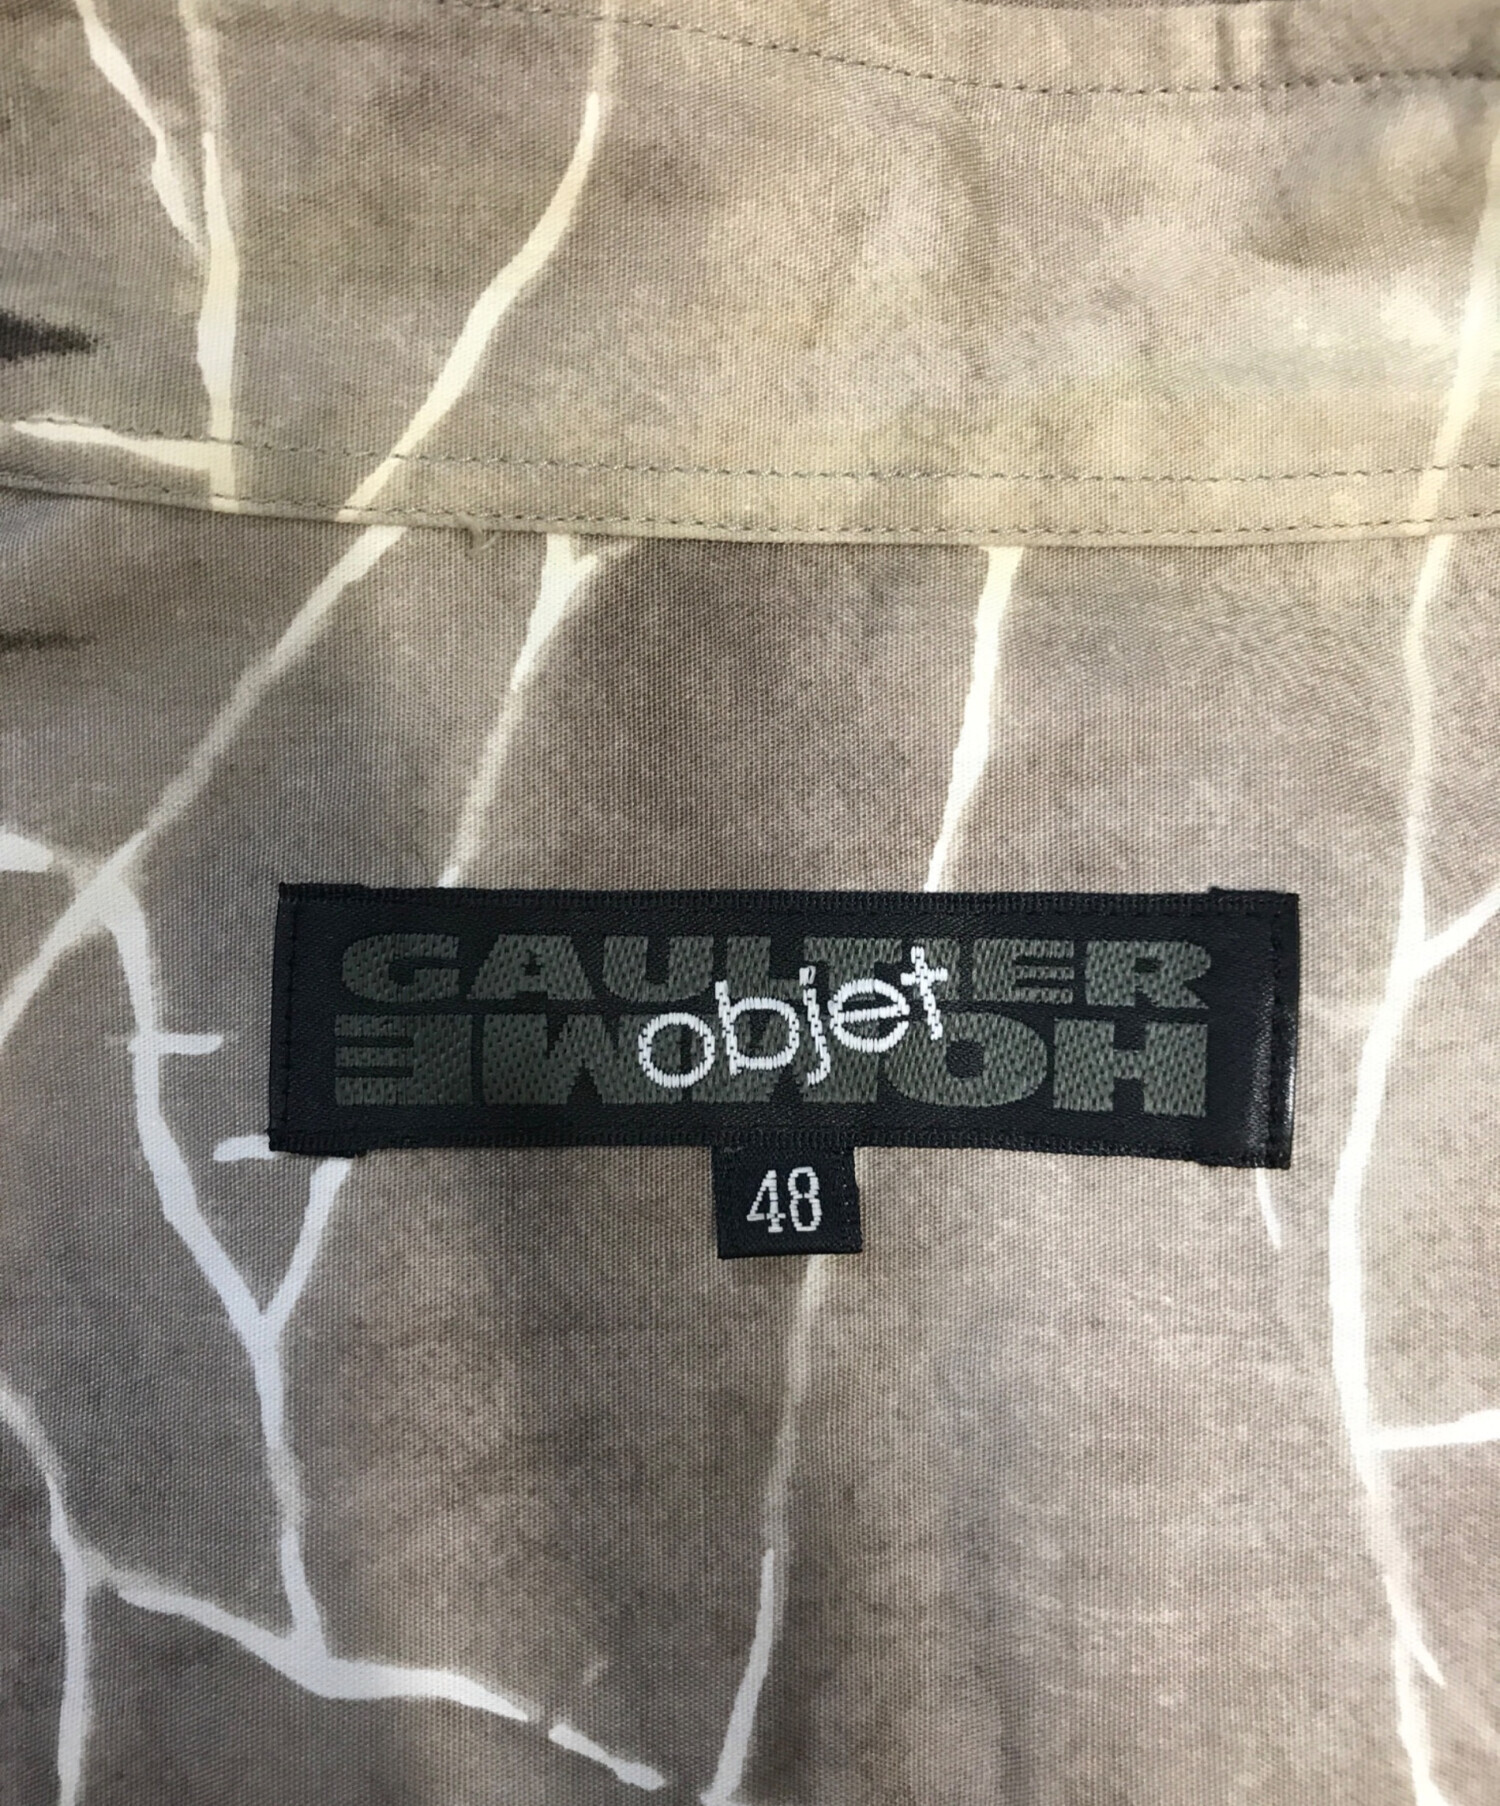 GAULTIER
objet
HOMME
48